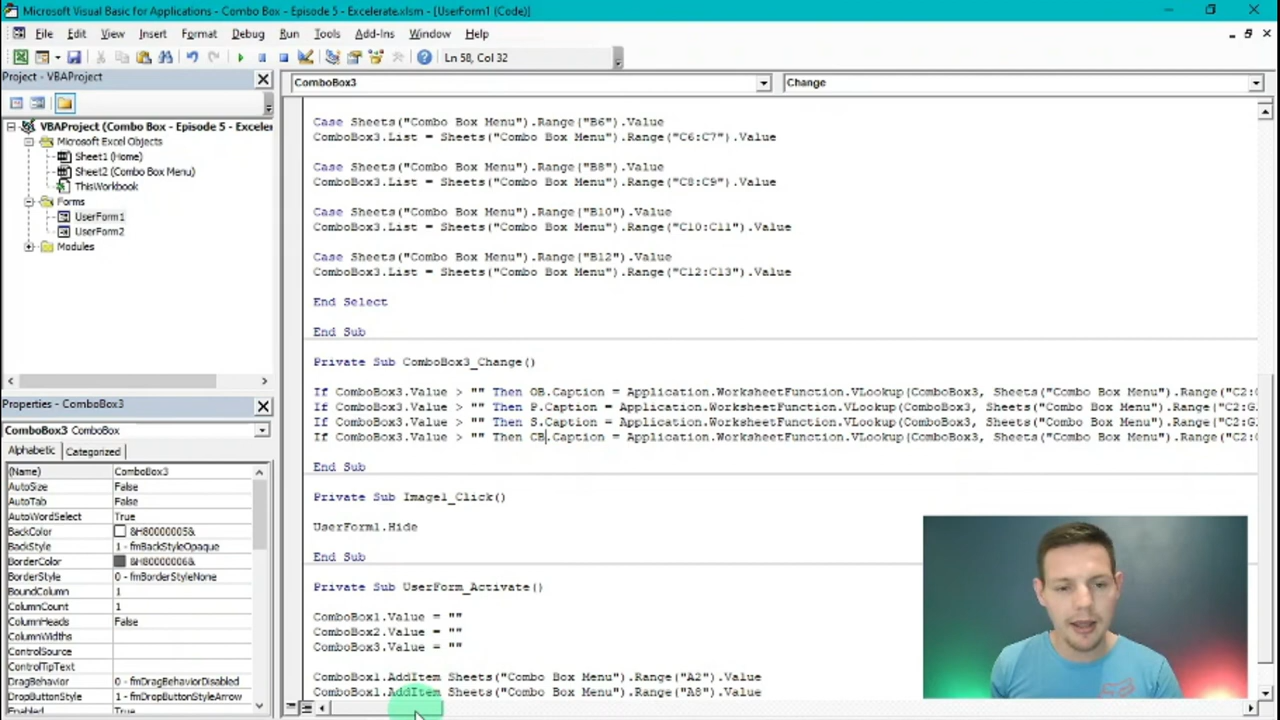 Microsoft Visual Basic for Applications - Combo Box - Episode 5 - Excelerate.xlsm - [UserForm1 (Code)]
File Edit View Insert Format Debug Run Tools Add-Ins Window Help
Ln 58, Col 32
Project - VBAProject
VBAProject (Combo Box - Episode 5 - Exceler
Microsoft Excel Objects
Sheet1 (Home)
Sheet2 (Combo Box Menu)
ThisWorkbook
Forms
UserForm1
UserForm2
Modules
Properties - ComboBox3
ComboBox3 ComboBox
Alphabetic Categorized
(Name) ComboBox3
AutoSize False
AutoTab False
AutoWordSelect True
BackColor &H80000005&
BackStyle 1 - fmBackStyleOpaque
BorderColor &H80000006&
BorderStyle 0 - fmBorderStyleNone
BoundColumn 1
ColumnCount 1
ColumnHeads False
ColumnWidths
ControlSource
ControlTipText
DragBehavior 0 - fmDragBehaviorDisabled
DropButtonStyle 1 - fmDropButtonStyleArrow
Enabled True
ComboBox3 Change
Case Sheets("Combo Box Menu").Range("B6").Value
ComboBox3.List = Sheets("Combo Box Menu").Range("C6:C7").Value
Case Sheets("Combo Box Menu").Range("B8").Value
ComboBox3.List = Sheets("Combo Box Menu").Range("C8:C9").Value
Case Sheets("Combo Box Menu").Range("B10").Value
ComboBox3.List = Sheets("Combo Box Menu").Range("C10:C11").Value
Case Sheets("Combo Box Menu").Range("B12").Value
ComboBox3.List = Sheets("Combo Box Menu").Range("C12:C13").Value
End Select
End Sub
Private Sub ComboBox3_Change()
If ComboBox3.Value > "" Then OB.Caption = Application.WorksheetFunction.VLookup(ComboBox3, Sheets("Combo Box Menu").Range("C2:
If ComboBox3.Value > "" Then P.Caption = Application.WorksheetFunction.VLookup(ComboBox3, Sheets("Combo Box Menu").Range("C2:G
If ComboBox3.Value > "" Then S.Caption = Application.WorksheetFunction.VLookup(ComboBox3, Sheets("Combo Box Menu").Range("C2:G
If ComboBox3.Value > "" Then CB.Caption = Application.WorksheetFunction.VLookup(ComboBox3, Sheets("Combo Box Menu").Range("C2:
End Sub
Private Sub Image1_Click()
UserForm1.Hide
End Sub
Private Sub UserForm_Activate()
ComboBox1.Value = ""
ComboBox2.Value = ""
ComboBox3.Value = ""
ComboBox1.AddItem Sheets("Combo Box Menu").Range("A2").Value
ComboBox1.AddItem Sheets("Combo Box Menu").Range("A8").Value